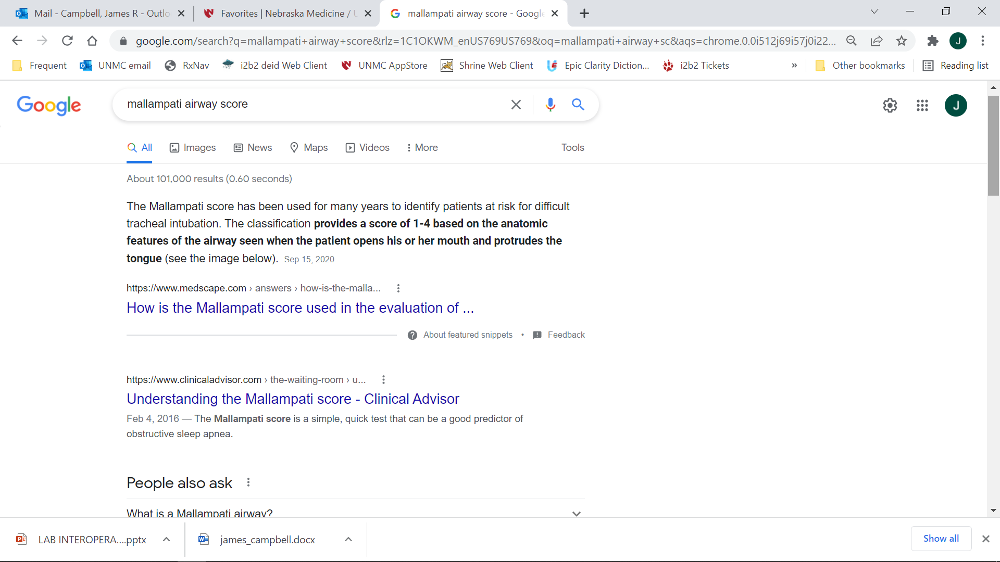 Mail - Campbell, James R - Outlo
Favorites | Nebraska Medicine / U
mallampati airway score - Google
google.com/search?q=mallampati+airway+score&rlz=1C1OKWM_enUS769US769&oq=mallampati+airway+sc&aqs=chrome.0.0i512j69i57j0i22...
J
Frequent
UNMC email
RxNav
i2b2 deid Web Client
UNMC AppStore
Shrine Web Client
Epic Clarity Diction...
i2b2 Tickets
»
Other bookmarks
Reading list
Google
mallampati airway score
J
All
Images
News
Maps
Videos
More
Tools
About 101,000 results (0.60 seconds)
The Mallampati score has been used for many years to identify patients at risk for difficult
tracheal intubation. The classification provides a score of 1-4 based on the anatomic
features of the airway seen when the patient opens his or her mouth and protrudes the
tongue (see the image below). Sep 15, 2020
https://www.medscape.com › answers › how-is-the-malla...
How is the Mallampati score used in the evaluation of ...
About featured snippets • Feedback
https://www.clinicaladvisor.com › the-waiting-room › u...
Understanding the Mallampati score - Clinical Advisor
Feb 4, 2016 — The Mallampati score is a simple, quick test that can be a good predictor of
obstructive sleep apnea.
People also ask
What is a Mallampati airway?
LAB INTEROPERA....pptx
james_campbell.docx
Show all